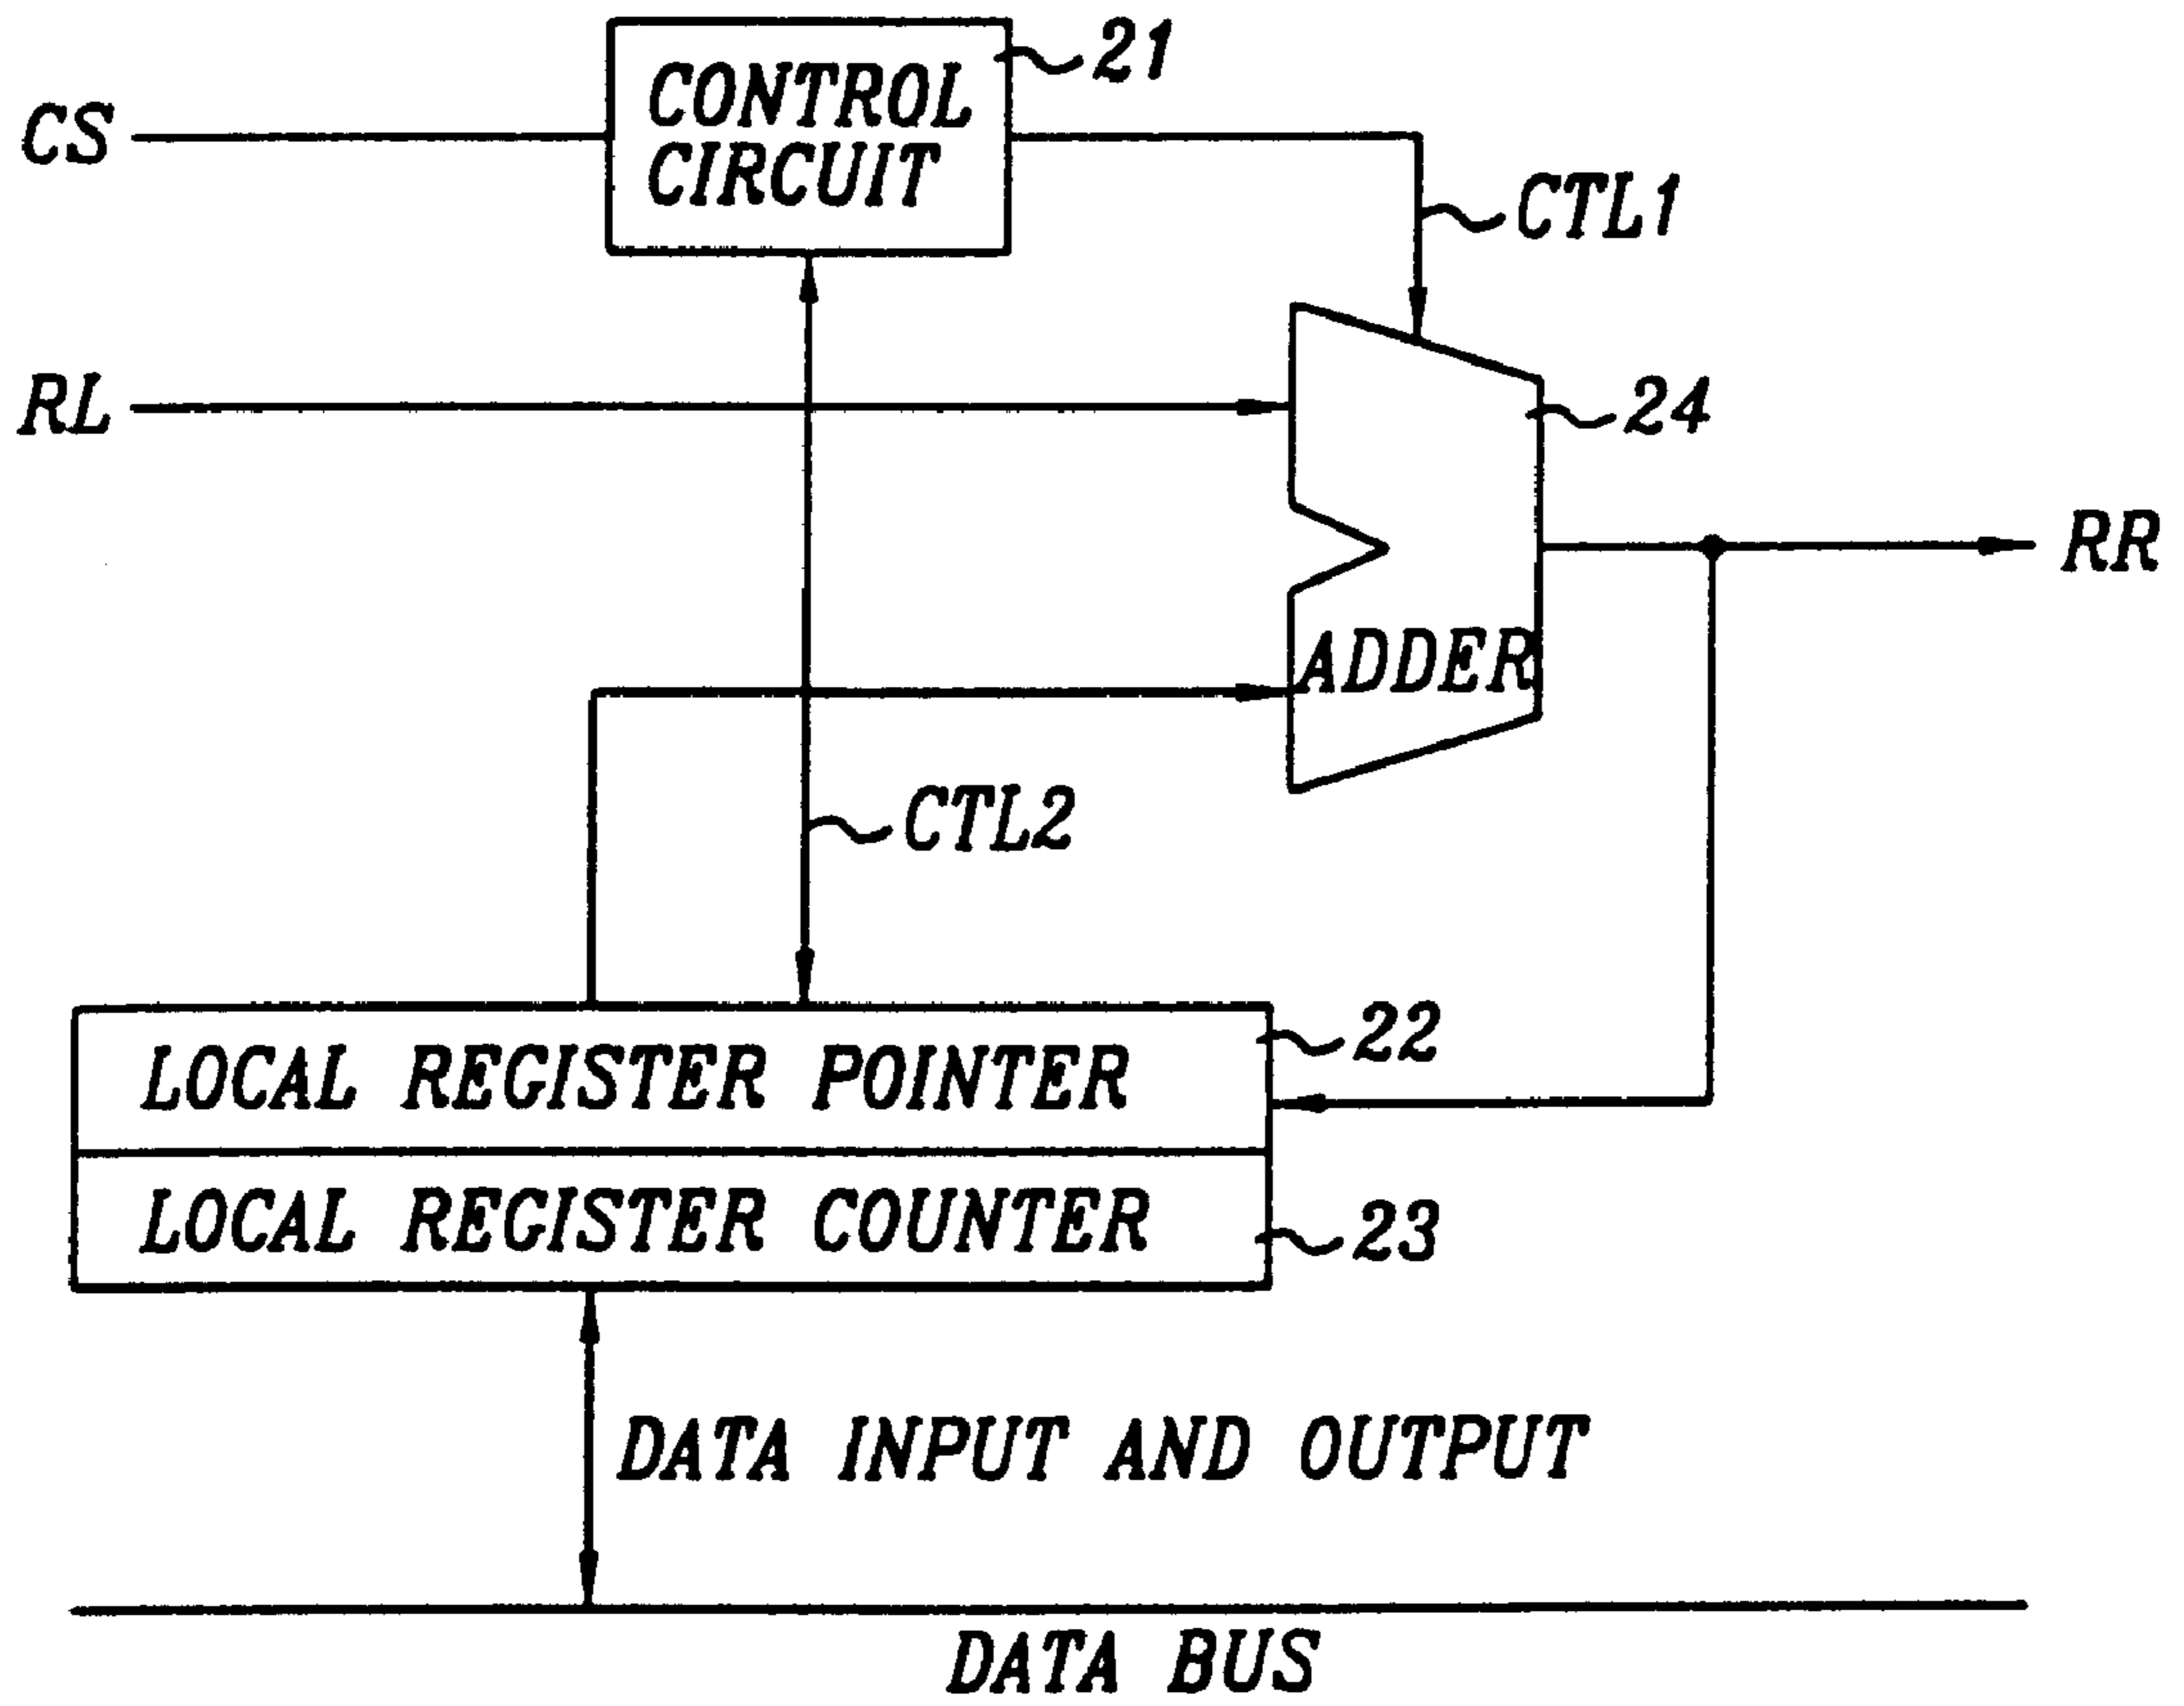 21
CONTROL
CIRCUIT
CS
CTL1
RL
24
RR
ADDER
CTL2
22
LOCAL REGISTER POINTER
LOCAL REGISTER COUNTER
23
DATA INPUT AND OUTPUT
DATA BUS